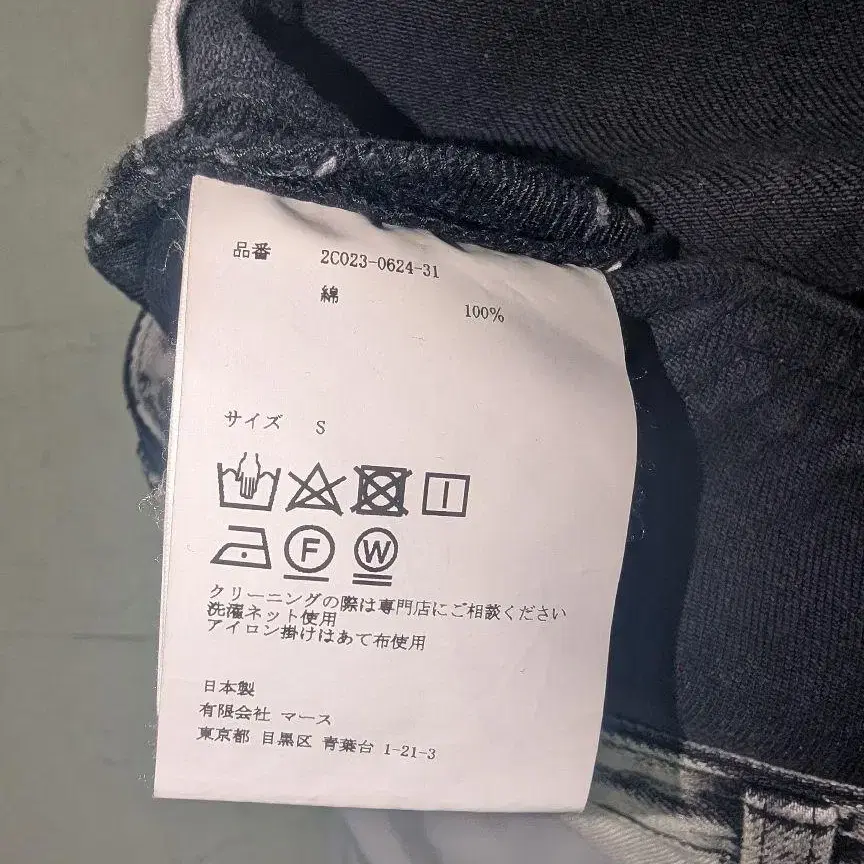 品番 2C023-0624-31
綿 100%
サイズ S
F W
クリーニングの際は専門店にご相談ください
洗濯ネット使用
アイロン掛けはあて布使用
日本製
有限会社 マース
東京都 目黒区 青葉台 1-21-3